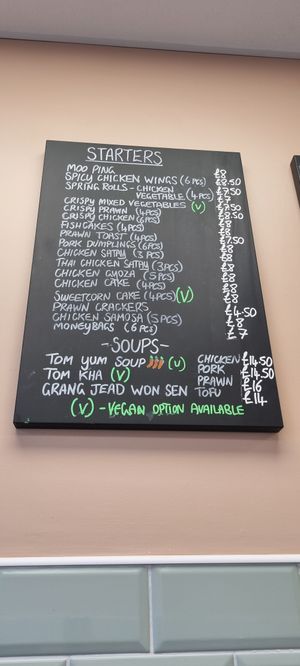 STARTERS
MOO PING £8
SPICY CHICKEN WINGS (6 PCS) £8.50
SPRING ROLLS - CHICKEN £7.50
VEGETABLE (4 PCS) £7
CRISPY MIXED VEGETABLES (V) £7.50
CRISPY PRAWN (4 PCS) £8.50
CRISPY CHICKEN (6 PCS) £8
FISHCAKES (4 PCS) £8
PRAWN TOAST (4 PCS) £7.50
PORK DUMPLINGS (6 PCS) £8
CHICKEN SATAY (3 PCS) £8
THAI CHICKEN SATAY (3 PCS) £8
CHICKEN GYOZA (5 PCS) £8
CHICKEN CAKE (4 PCS) £8
SWEETCORN CAKE (4 PCS) (V) £8
PRAWN CRACKERS £4.50
CHICKEN SAMOSA (5 PCS) £8
MONEYBAGS (6 PCS) £7
-SOUPS-
TOM YUM SOUP (V) CHICKEN £14.50
TOM KHA (V) PORK £14.50
GRANG JEAD WON SEN PRAWN £16
TOFU £14
(V) - VEGAN OPTION AVAILABLE